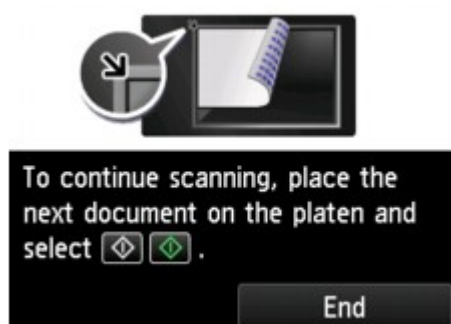 To continue scanning, place the
next document on the platen and
select .
End